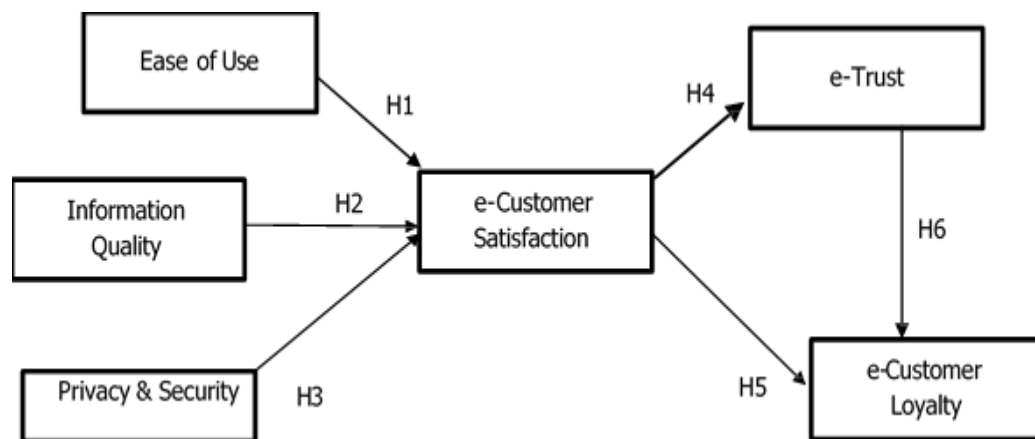 Ease of Use
e-Trust
H1
H4
Information
Quality
H2
e-Customer
Satisfaction
H6
Privacy & Security
H3
H5
e-Customer
Loyalty